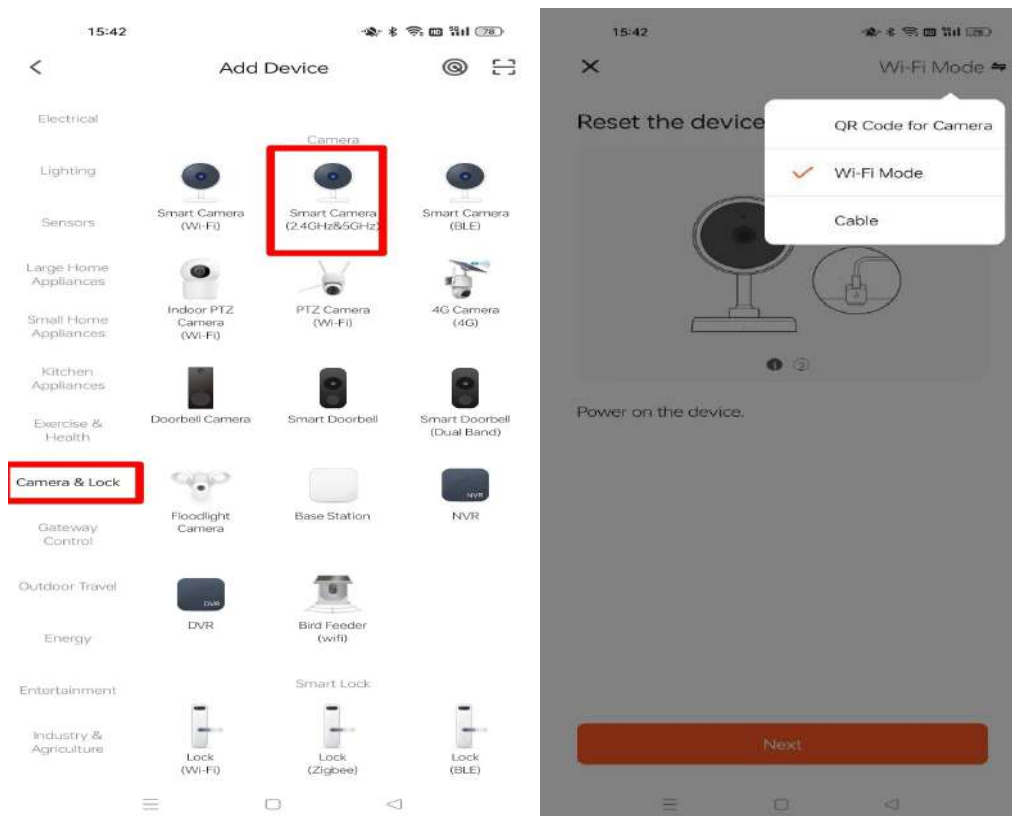 15:42
78
Add Device
Electrical
Lighting
Sensors
Large Home
Appliances
Small Home
Appliances
Kitchen
Appliances
Exercise &
Health
Camera & Lock
Gateway
Control
Outdoor Travel
Energy
Entertainment
Industry &
Agriculture
Camera
Smart Camera
(Wi-Fi)
Smart Camera
(2.4GHz&5GHz)
Smart Camera
(BLE)
Indoor PTZ
Camera
(Wi-Fi)
PTZ Camera
(Wi-Fi)
4G Camera
(4G)
Doorbell Camera
Smart Doorbell
Smart Doorbell
(Dual Band)
Floodlight
Camera
Base Station
NVR
NVR
DVR
DVR
Bird Feeder
(wifi)
Smart Lock
Lock
(Wi-Fi)
Lock
(Zigbee)
Lock
(BLE)
15:42
Wi-Fi Mode
Reset the device
QR Code for Camera
Wi-Fi Mode
Cable
1 2
Power on the device.
Next